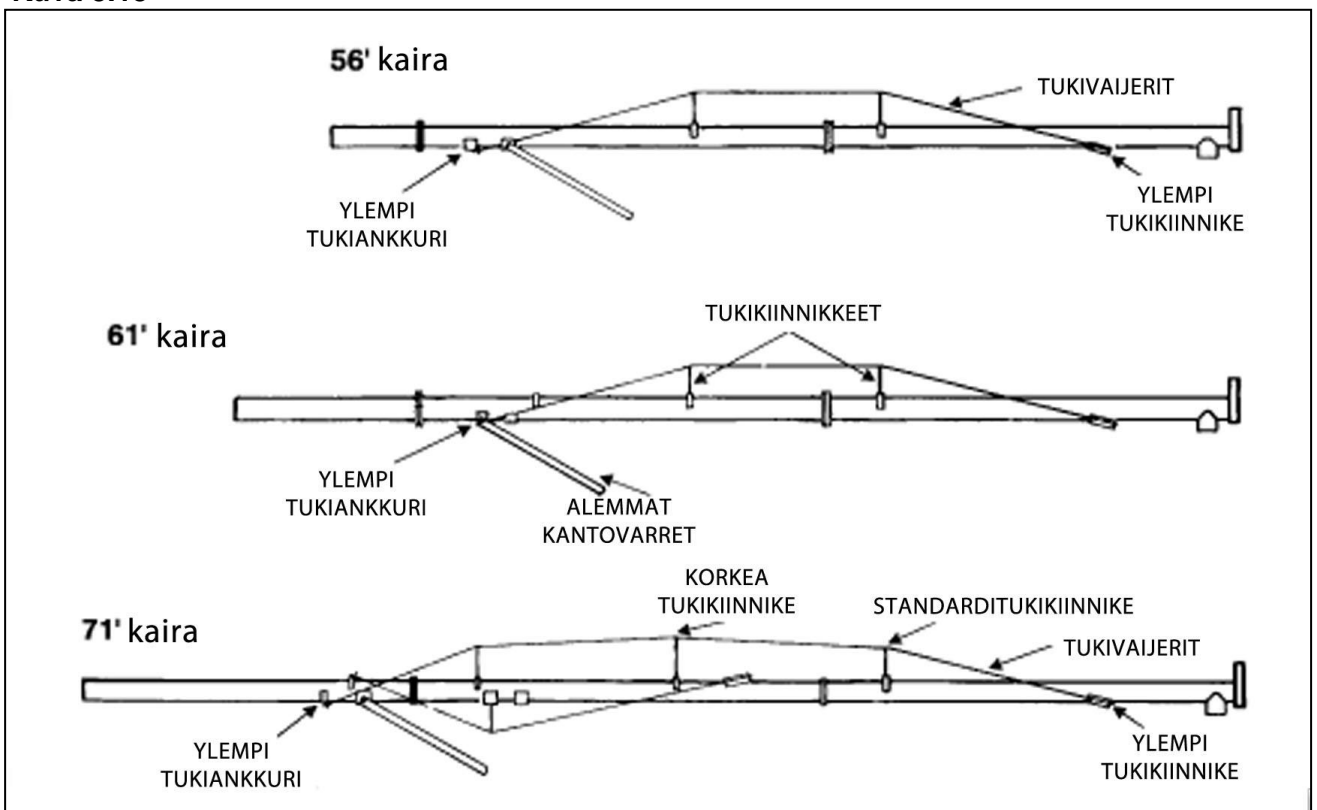 56' kaira
TUKIVAIJERIT
YLEMPI
TUKIANKKURI
YLEMPI
TUKIKIINNIKE
61' kaira
TUKIKIINNIKKEET
YLEMPI
TUKIANKKURI
ALEMMAT
KANTOVARRET
71' kaira
KORKEA
TUKIKIINNIKE
STANDARDITUKIKIINNIKE
TUKIVAIJERIT
YLEMPI
TUKIANKKURI
YLEMPI
TUKIKIINNIKE